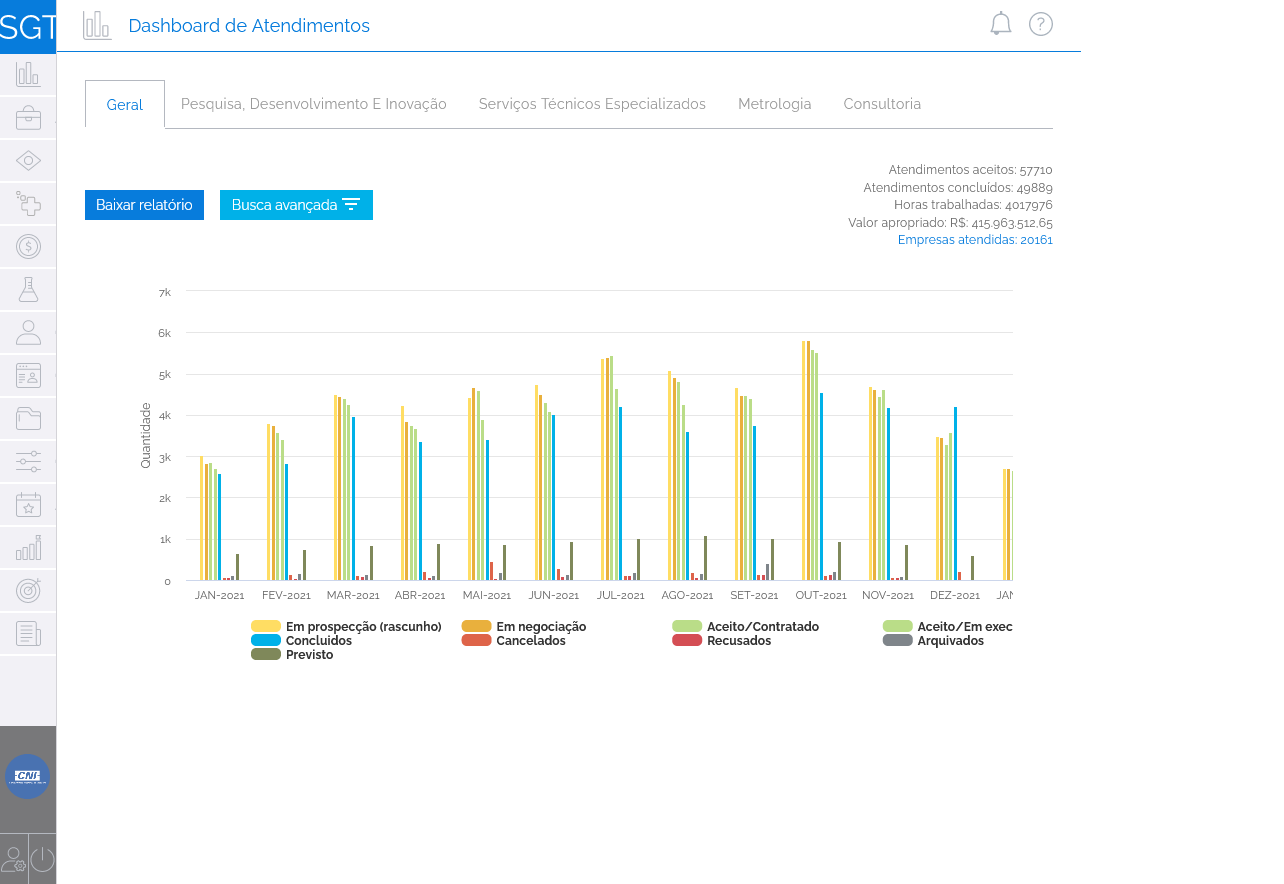 SGT
Dashboard de Atendimentos
Geral
Pesquisa, Desenvolvimento E Inovação
Serviços Técnicos Especializados
Metrologia
Consultoria
Atendimentos aceitos: 57710
Atendimentos concluídos: 49889
Horas trabalhadas: 4017976
Valor apropriado: R$: 415.963.512,65
Empresas atendidas: 20161
Baixar relatório
Busca avançada
7k
6k
5k
4k
3k
2k
1k
0
Quantidade
JAN-2021
FEV-2021
MAR-2021
ABR-2021
MAI-2021
JUN-2021
JUL-2021
AGO-2021
SET-2021
OUT-2021
NOV-2021
DEZ-2021
JAN
Em prospecção (rascunho)
Em negociação
Aceito/Contratado
Aceito/Em exec
Concluídos
Cancelados
Recusados
Arquivados
Previsto
CNI